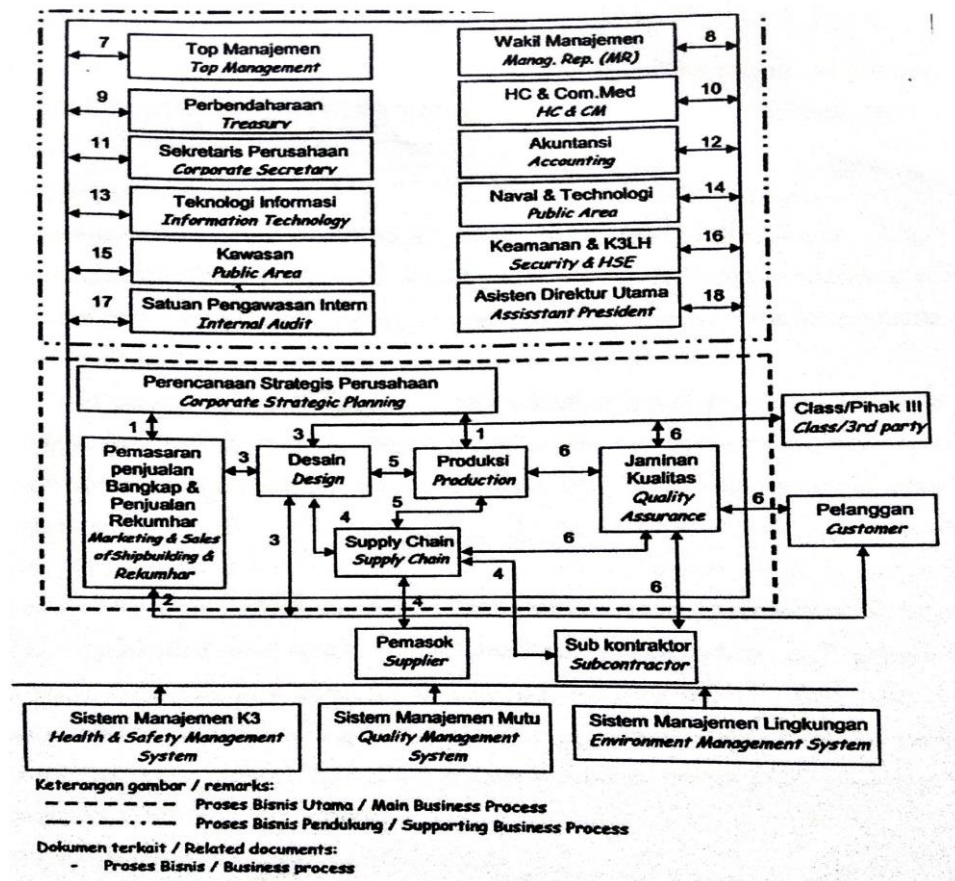 7
Top Manajemen
Top Management
Wakil Manajemen
Manag. Rep. (MR)
8
9
Perbendaharaan
Treasury
HC & Com.Med
HC & CM
10
11
Sekretaris Perusahaan
Corporate Secretary
Akuntansi
Accounting
12
13
Teknologi Informasi
Information Technology
Naval & Technologi
Public Area
14
15
Kawasan
Public Area
Keamanan & K3LH
Security & HSE
16
17
Satuan Pengawasan Intern
Internal Audit
Asisten Direktur Utama
Assisstant President
18
Perencanaan Strategis Perusahaan
Corporate Strategic Planning
Class/Pihak III
Class/3rd party
1
3
1
6
Pemasaran
penjualan
Bangkap &
Penjualan
Rekumhar
Marketing & Sales
of Shipbuilding &
Rekumhar
3
Desain
Design
5
Produksi
Production
6
Jaminan
Kualitas
Quality
Assurance
6
Pelanggan
Customer
3
4
5
Supply Chain
Supply Chain
6
4
2
4
6
Pemasok
Supplier
Sub kontraktor
Subcontractor
Sistem Manajemen K3
Health & Safety Management
System
Sistem Manajemen Mutu
Quality Management
System
Sistem Manajemen Lingkungan
Environment Management System
Keterangan gambar / remarks:
Proses Bisnis Utama / Main Business Process
Proses Bisnis Pendukung / Supporting Business Process
Dokumen terkait / Related documents:
- Proses Bisnis / Business process